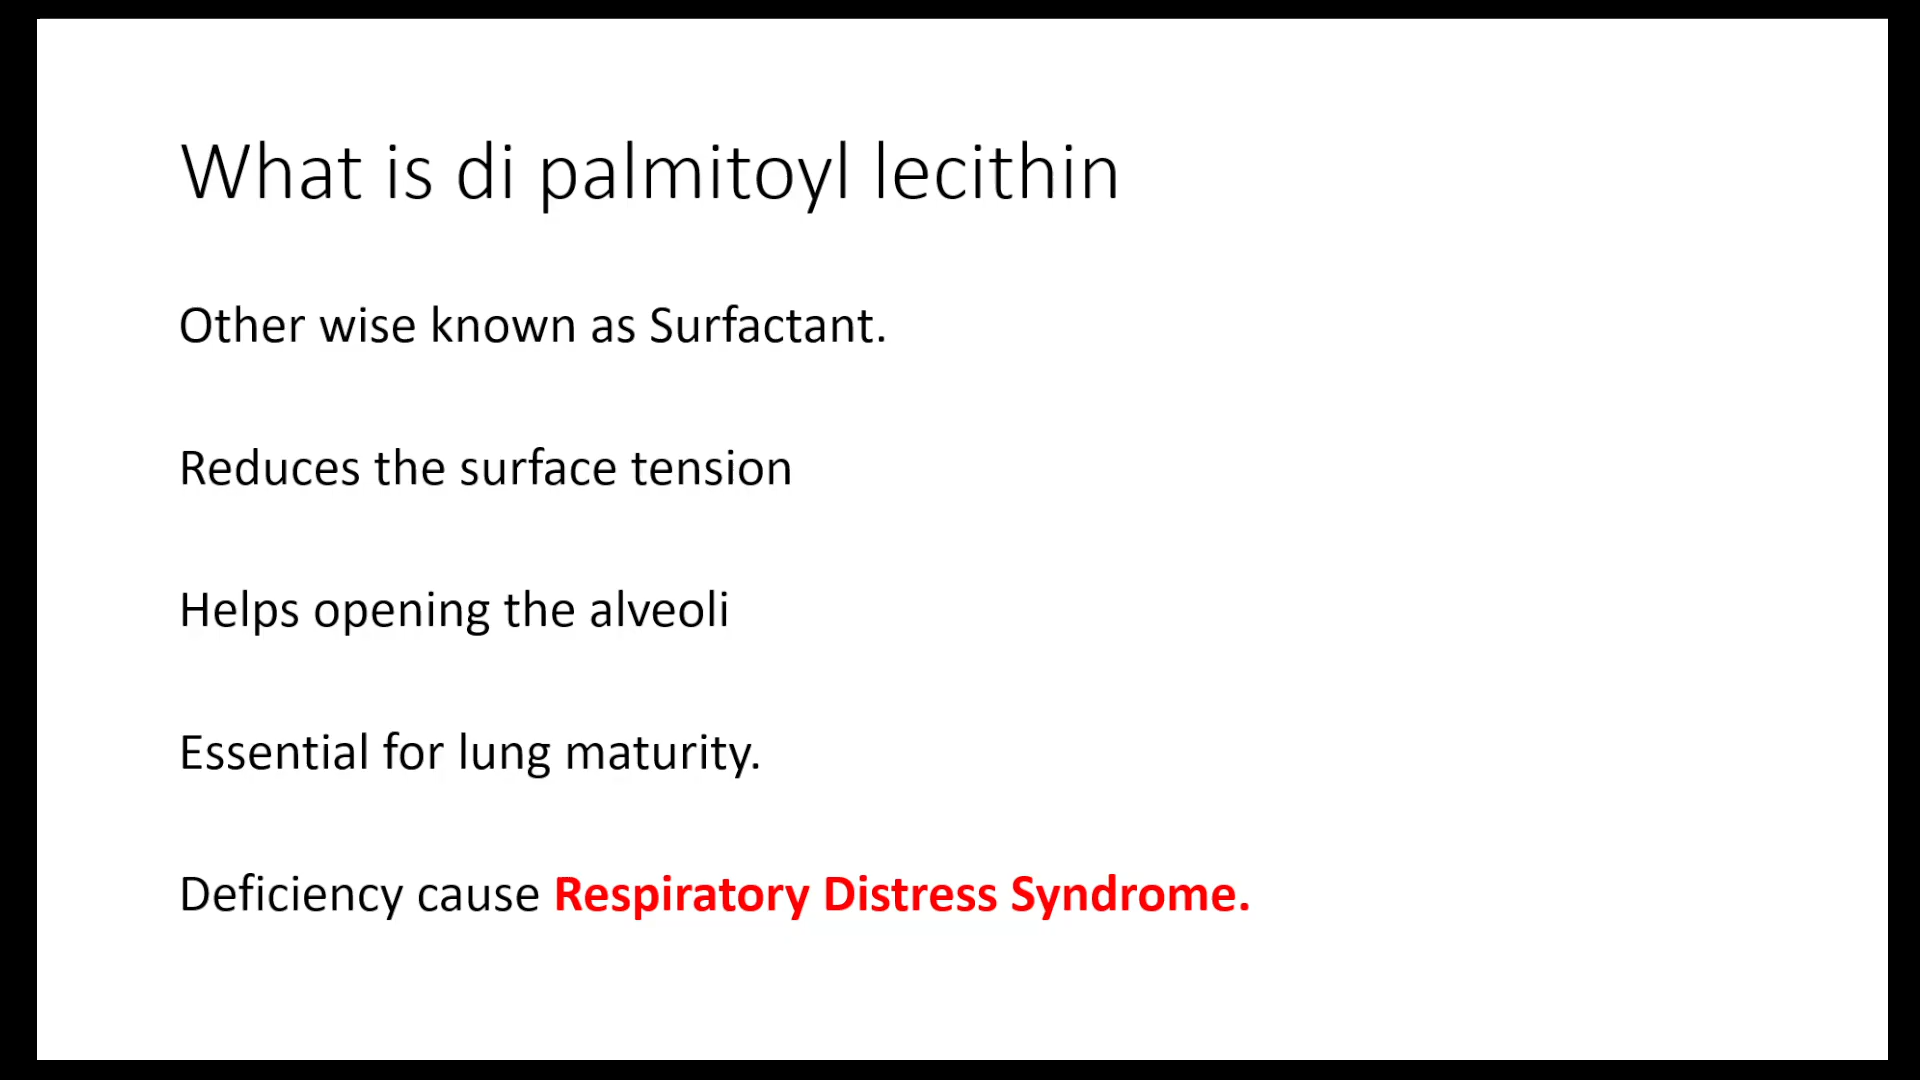 What is di palmitoyl lecithin
Other wise known as Surfactant.
Reduces the surface tension
Helps opening the alveoli
Essential for lung maturity.
Deficiency cause Respiratory Distress Syndrome.